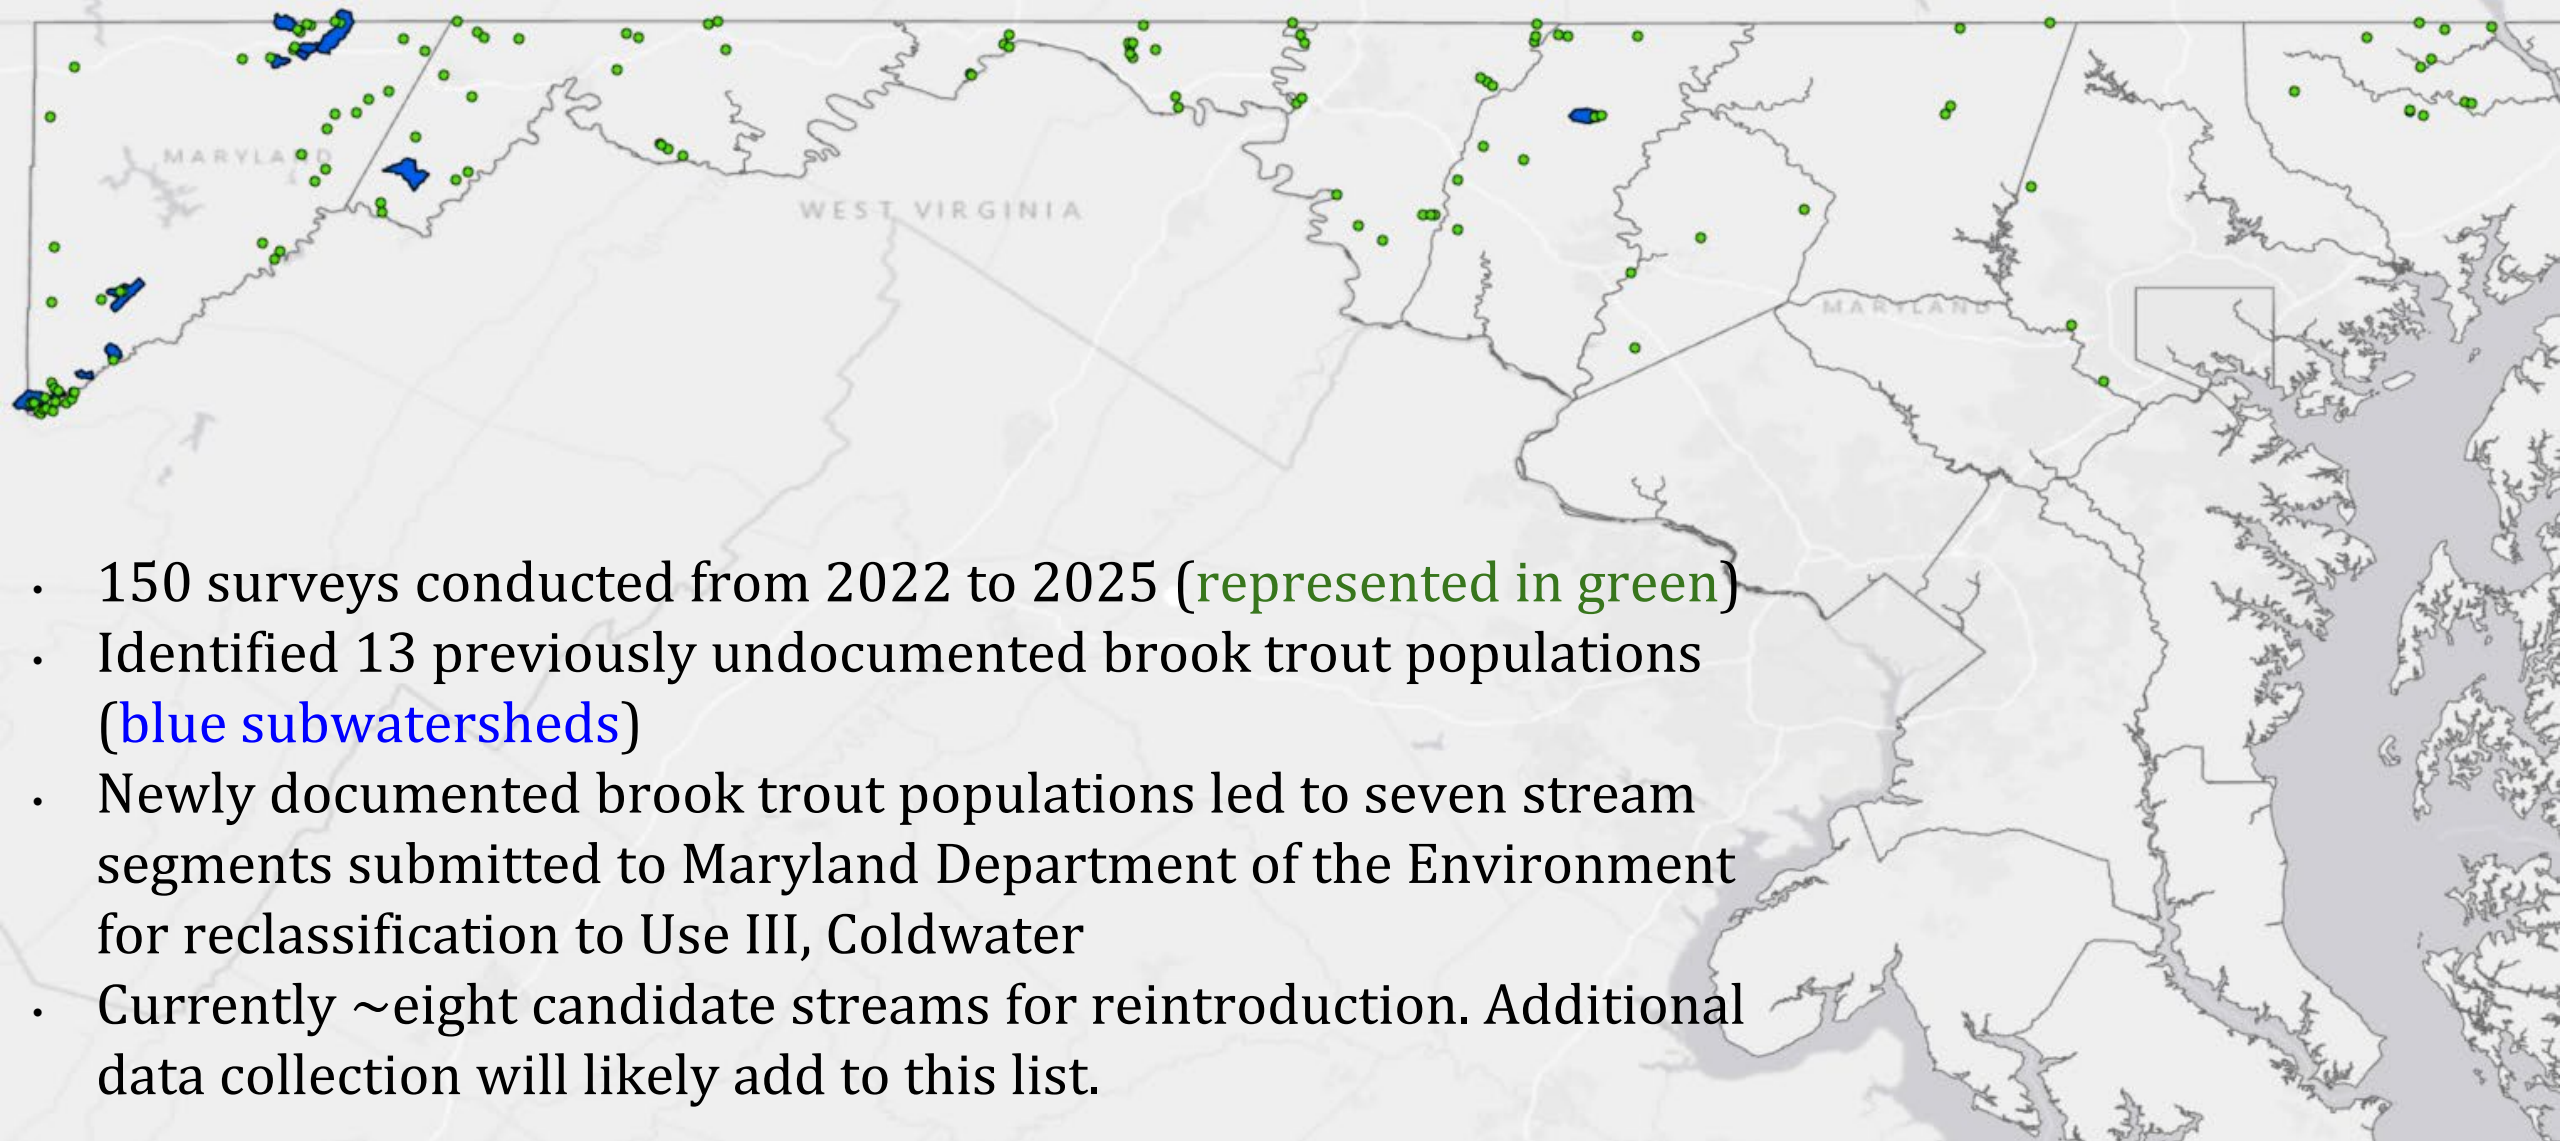 MARYLAND
WEST VIRGINIA
MARYLAND
· 150 surveys conducted from 2022 to 2025 (represented in green)
· Identified 13 previously undocumented brook trout populations
(blue subwatersheds)
· Newly documented brook trout populations led to seven stream
segments submitted to Maryland Department of the Environment
for reclassification to Use III, Coldwater
· Currently ~eight candidate streams for reintroduction. Additional
data collection will likely add to this list.